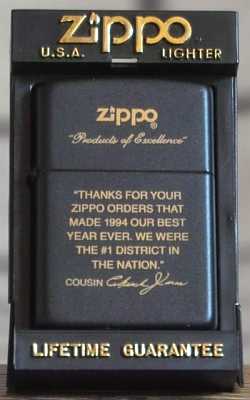 zippo
U.S.A. LIGHTER
zippo
"Products of Excellence"
"THANKS FOR YOUR
ZIPPO ORDERS THAT
MADE 1994 OUR BEST
YEAR EVER. WE WERE
THE #1 DISTRICT IN
THE NATION."
COUSIN
LIFETIME GUARANTEE